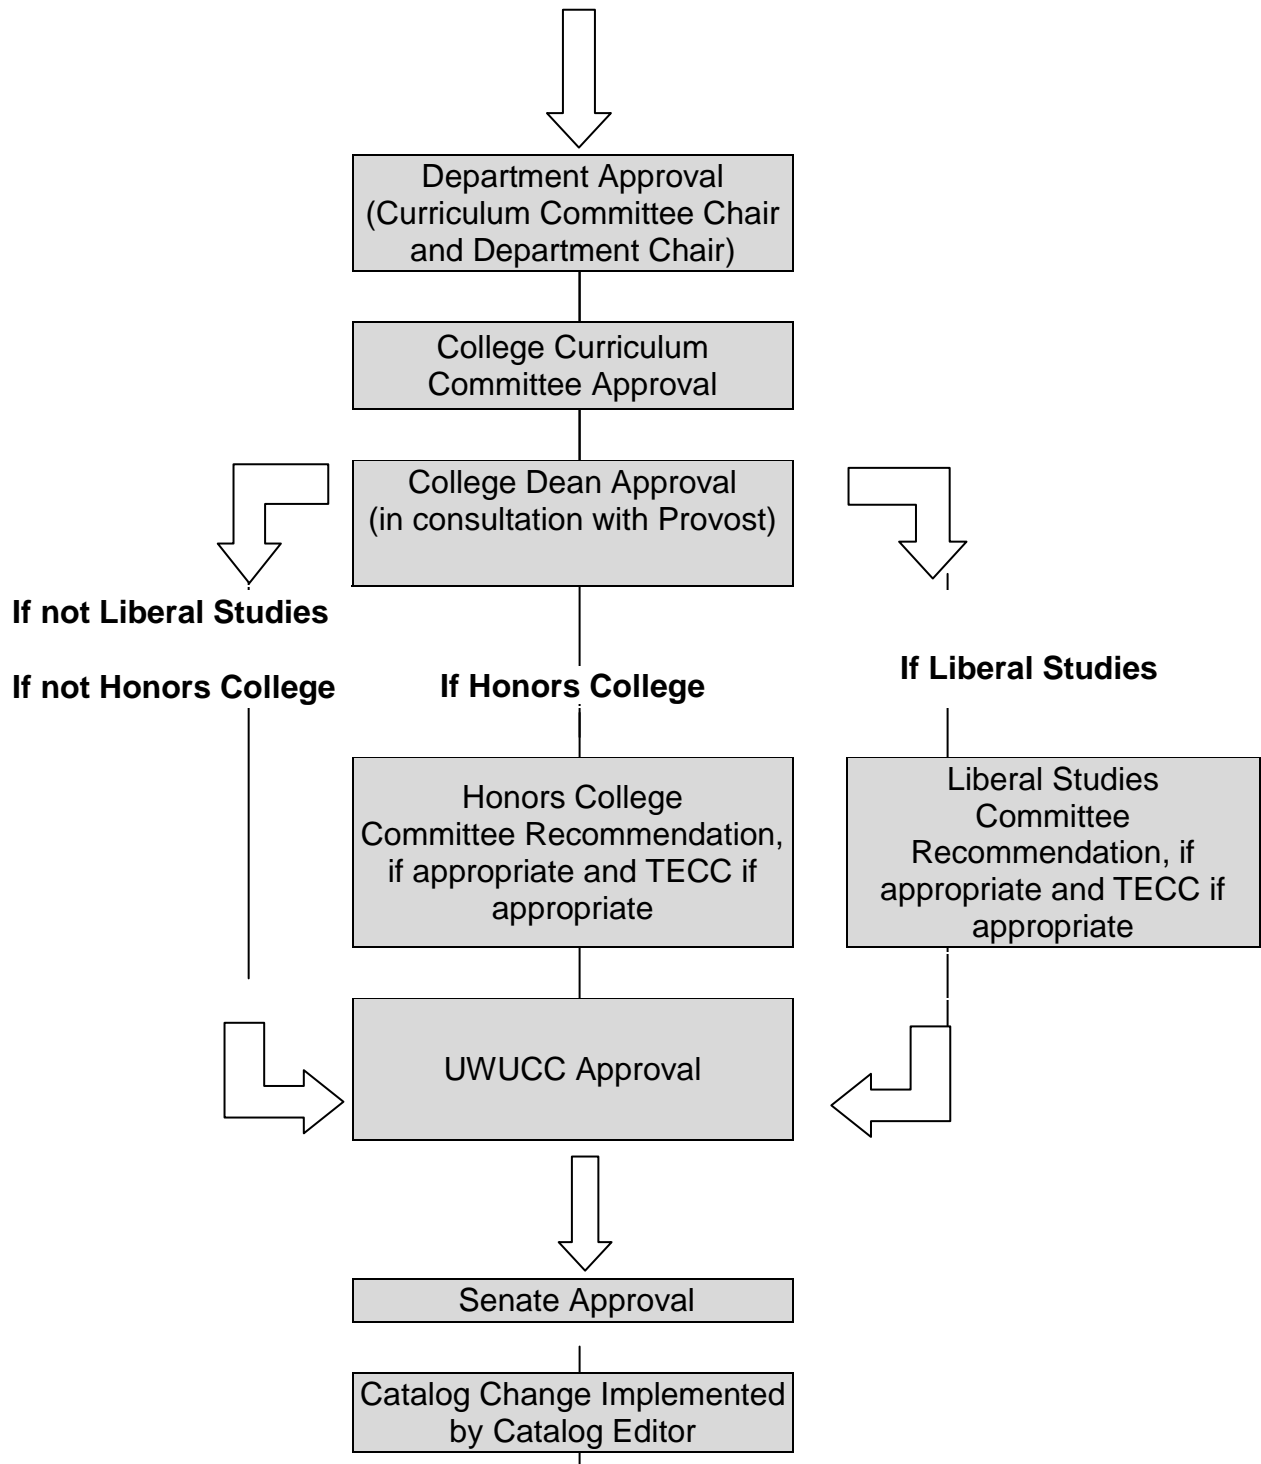 Department Approval
(Curriculum Committee Chair
and Department Chair)
College Curriculum
Committee Approval
College Dean Approval
(in consultation with Provost)
If not Liberal Studies
If not Honors College
If Honors College
If Liberal Studies
Honors College
Committee Recommendation,
if appropriate and TECC if
appropriate
Liberal Studies
Committee
Recommendation, if
appropriate and TECC if
appropriate
UWUCC Approval
Senate Approval
Catalog Change Implemented
by Catalog Editor